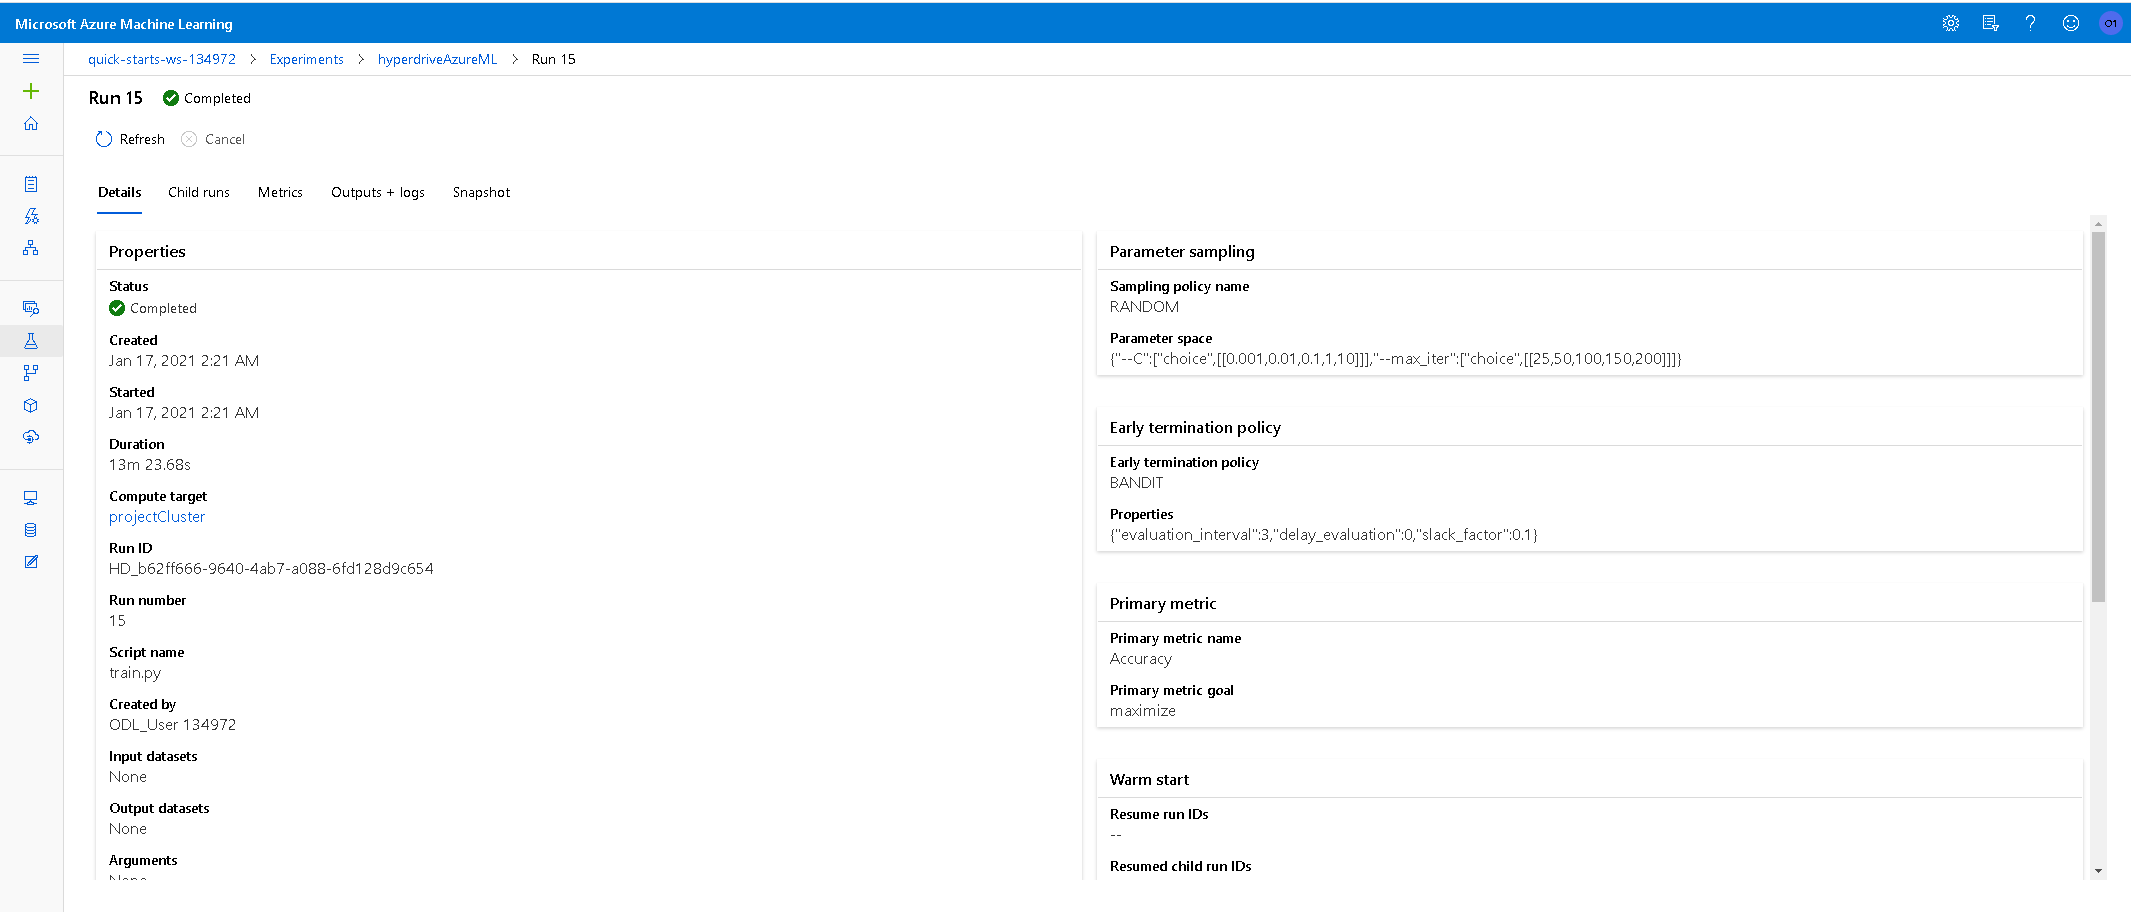 Microsoft Azure Machine Learning
O1
quick-starts-ws-134972 > Experiments > hyperdriveAzureML > Run 15
Run 15 Completed
Refresh Cancel
Details Child runs Metrics Outputs + logs Snapshot
Properties
Status
Completed
Created
Jan 17, 2021 2:21 AM
Started
Jan 17, 2021 2:21 AM
Duration
13m 23.68s
Compute target
projectCluster
Run ID
HD_b62ff666-9640-4ab7-a088-6fd128d9c654
Run number
15
Script name
train.py
Created by
ODL_User 134972
Input datasets
None
Output datasets
None
Arguments
None
Parameter sampling
Sampling policy name
RANDOM
Parameter space
{"--C":["choice",[[0.001,0.01,0.1,1,10]]],"--max_iter":["choice",[[25,50,100,150,200]]]}
Early termination policy
Early termination policy
BANDIT
Properties
{"evaluation_interval":3,"delay_evaluation":0,"slack_factor":0.1}
Primary metric
Primary metric name
Accuracy
Primary metric goal
maximize
Warm start
Resume run IDs
--
Resumed child run IDs